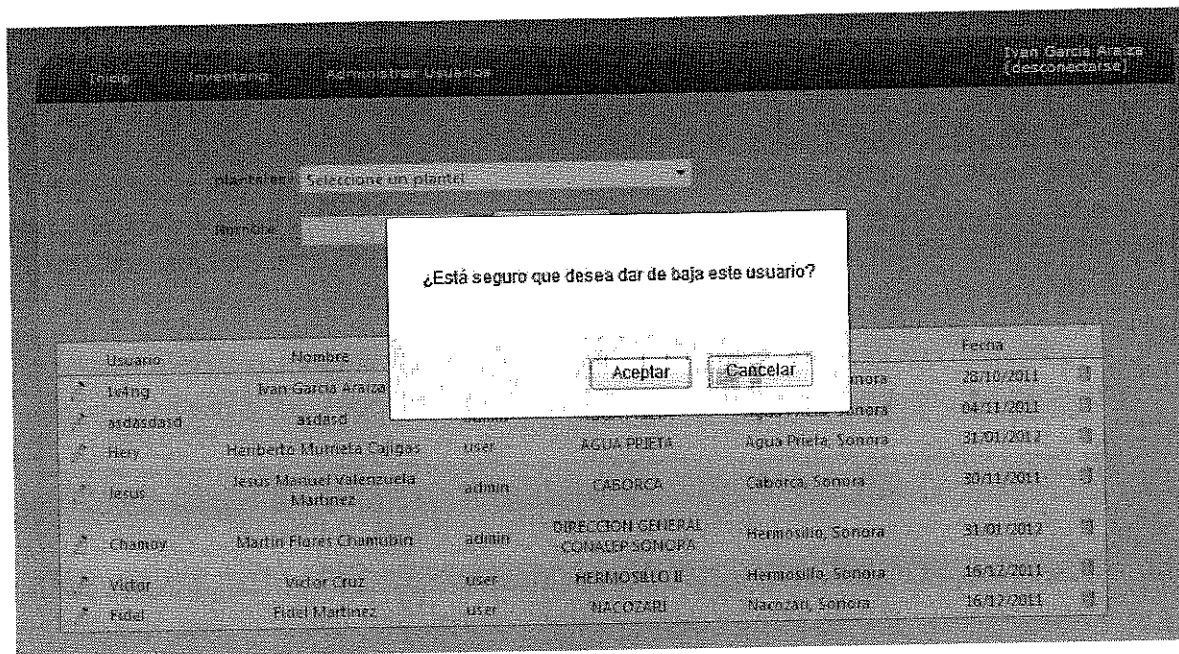 Inicio Inventario Administrar Usuarios
Ivan Garcia Araiza
(desconectarse)
planteles: Seleccione un plantel
Nombre
¿Está seguro que desea dar de baja este usuario?
Aceptar Cancelar
Usuario Nombre Fecha
Ivan Garcia Araiza 28/10/2011
asdasdasd asdasd Sonora 04/11/2011
Hery Heriberto Murrieta Cajigas user AGUA PRIETA Agua Prieta, Sonora 31/01/2012
Jesus Jesus Manuel Valenzuela Martinez admin CABORCA Caborca, Sonora 30/11/2011
Chamoy Martin Flores admin DIRECCION GENERAL CONALEP SONORA Hermosillo, Sonora 31/01/2012
Victor Victor Cruz user HERMOSILLO II Hermosillo, Sonora 16/12/2011
Fidel Fidel Martinez user NACOZARI Nacozari, Sonora 16/12/2011